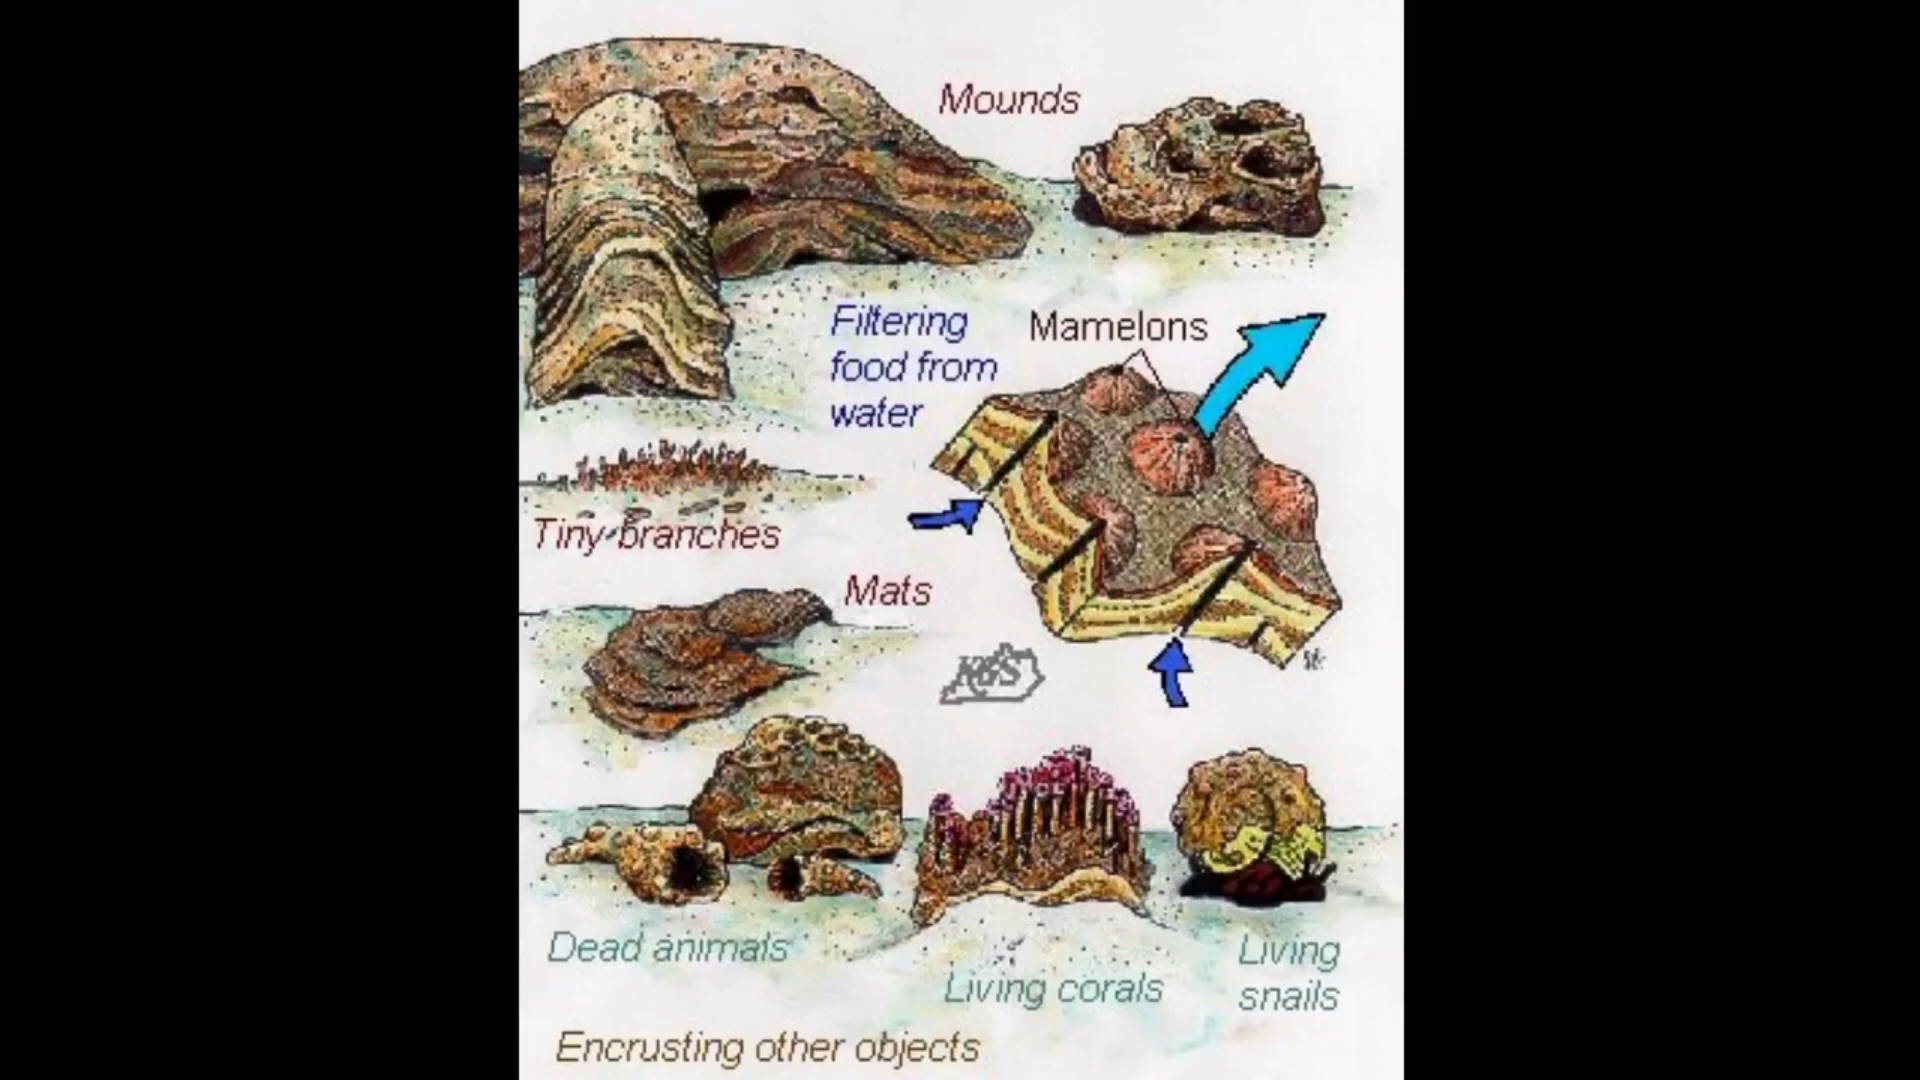 Mounds
Filtering
food from
water
Mamelons
Tiny branches
Mats
KGS
Dead animals
Living corals
Living
snails
Encrusting other objects